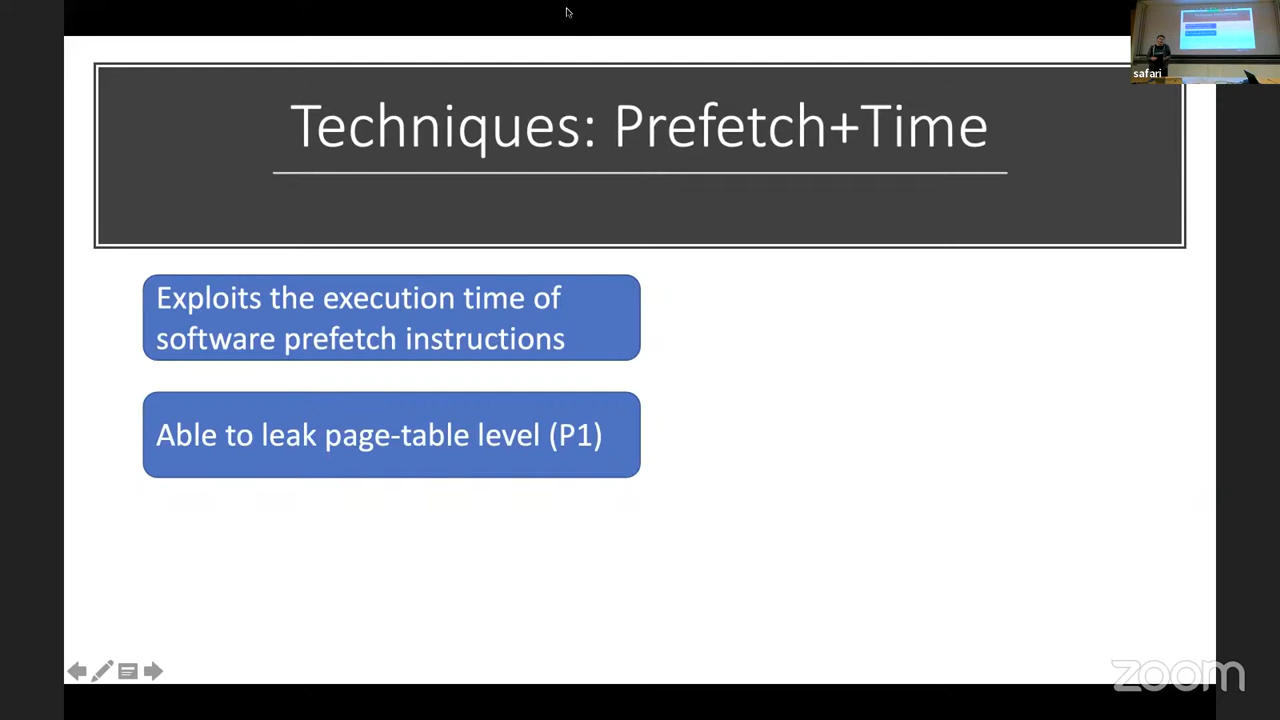 Techniques: Prefetch+Time
safari
Exploits the execution time of
software prefetch instructions
Able to leak page-table level (P1)
zoom